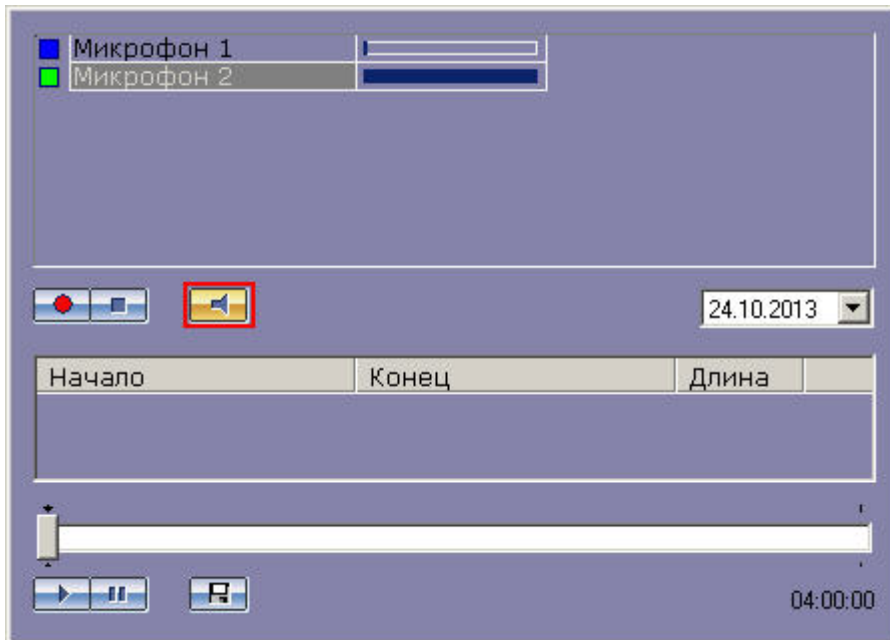 Микрофон 1
Микрофон 2
24.10.2013
Начало Конец Длина
04:00:00